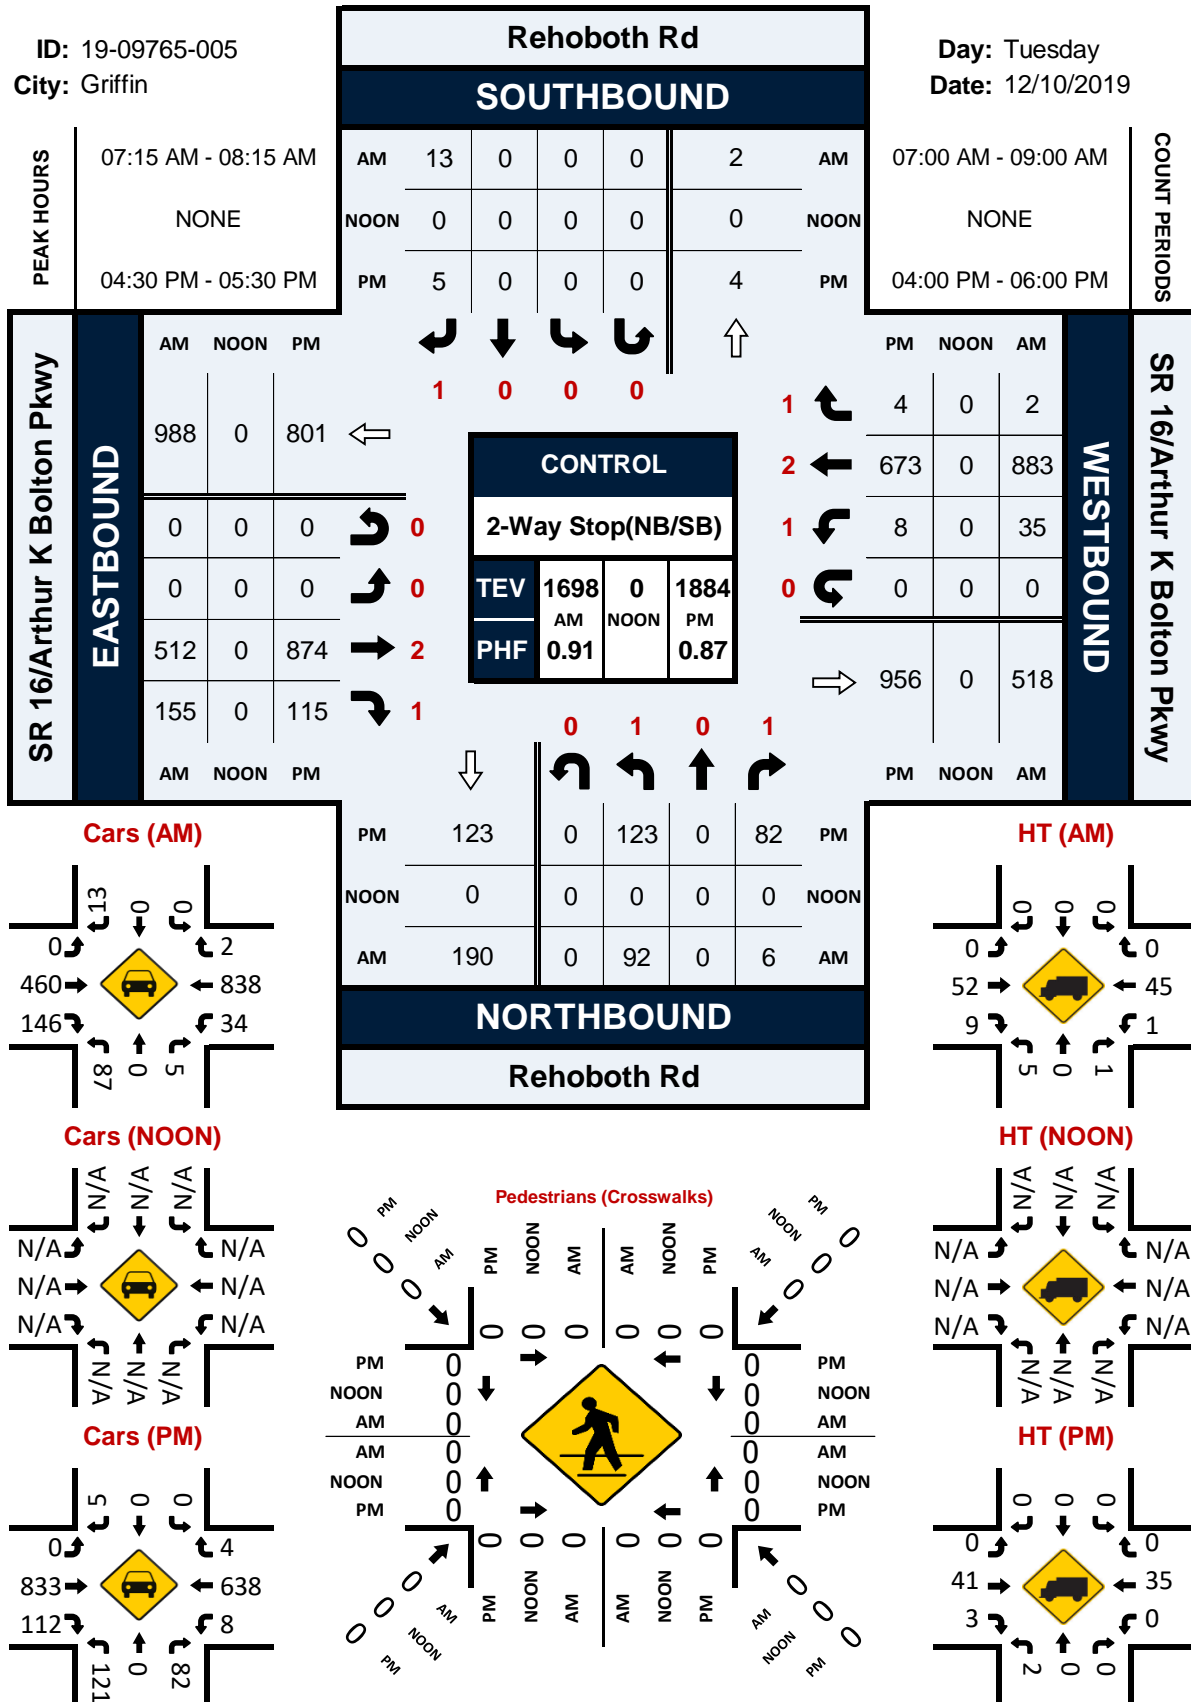 ID: 19-09765-005
City: Griffin
Rehoboth Rd
SOUTHBOUND
Day: Tuesday
Date: 12/10/2019
PEAK HOURS
07:15 AM - 08:15 AM
NONE
04:30 PM - 05:30 PM
AM 13 0 0 0 2 AM
NOON 0 0 0 0 0 NOON
PM 5 0 0 0 4 PM
07:00 AM - 09:00 AM
NONE
04:00 PM - 06:00 PM
COUNT PERIODS
1 0 0 0
SR 16/Arthur K Bolton Pkwy
EASTBOUND
AM NOON PM
988 0 801
0 0 0 0
0 0 0 0
512 0 874 2
155 0 115 1
AM NOON PM
CONTROL
2-Way Stop(NB/SB)
TEV 1698 0 1884
AM NOON PM
PHF 0.91 0.87
PM NOON AM
1 4 0 2
2 673 0 883
1 8 0 35
0 0 0 0
956 0 518
PM NOON AM
WESTBOUND
SR 16/Arthur K Bolton Pkwy
0 1 0 1
PM 123 0 123 0 82 PM
NOON 0 0 0 0 0 NOON
AM 190 0 92 0 6 AM
NORTHBOUND
Rehoboth Rd
Cars (AM)
13 0 0
0 2
460 838
146 34
87 0 5
HT (AM)
0 0 0
0 0
52 45
9 1
5 0 1
Cars (NOON)
N/A N/A N/A
N/A N/A
N/A N/A
N/A N/A
N/A N/A N/A
HT (NOON)
N/A N/A N/A
N/A N/A
N/A N/A
N/A N/A
N/A N/A N/A
Cars (PM)
5 0 0
0 4
833 638
112 8
121 0 82
HT (PM)
0 0 0
0 0
41 35
3 0
2 0 0
Pedestrians (Crosswalks)
PM NOON AM
0 0 0
PM NOON AM AM NOON PM
PM NOON AM
0 0 0
0 0 0 0 0 0
PM 0 0 PM
NOON 0 0 NOON
AM 0 0 AM
AM 0 0 AM
NOON 0 0 NOON
PM 0 0 PM
0 0 0 0 0 0
0 0 0
AM NOON PM
PM NOON AM AM NOON PM
0 0 0
AM NOON PM